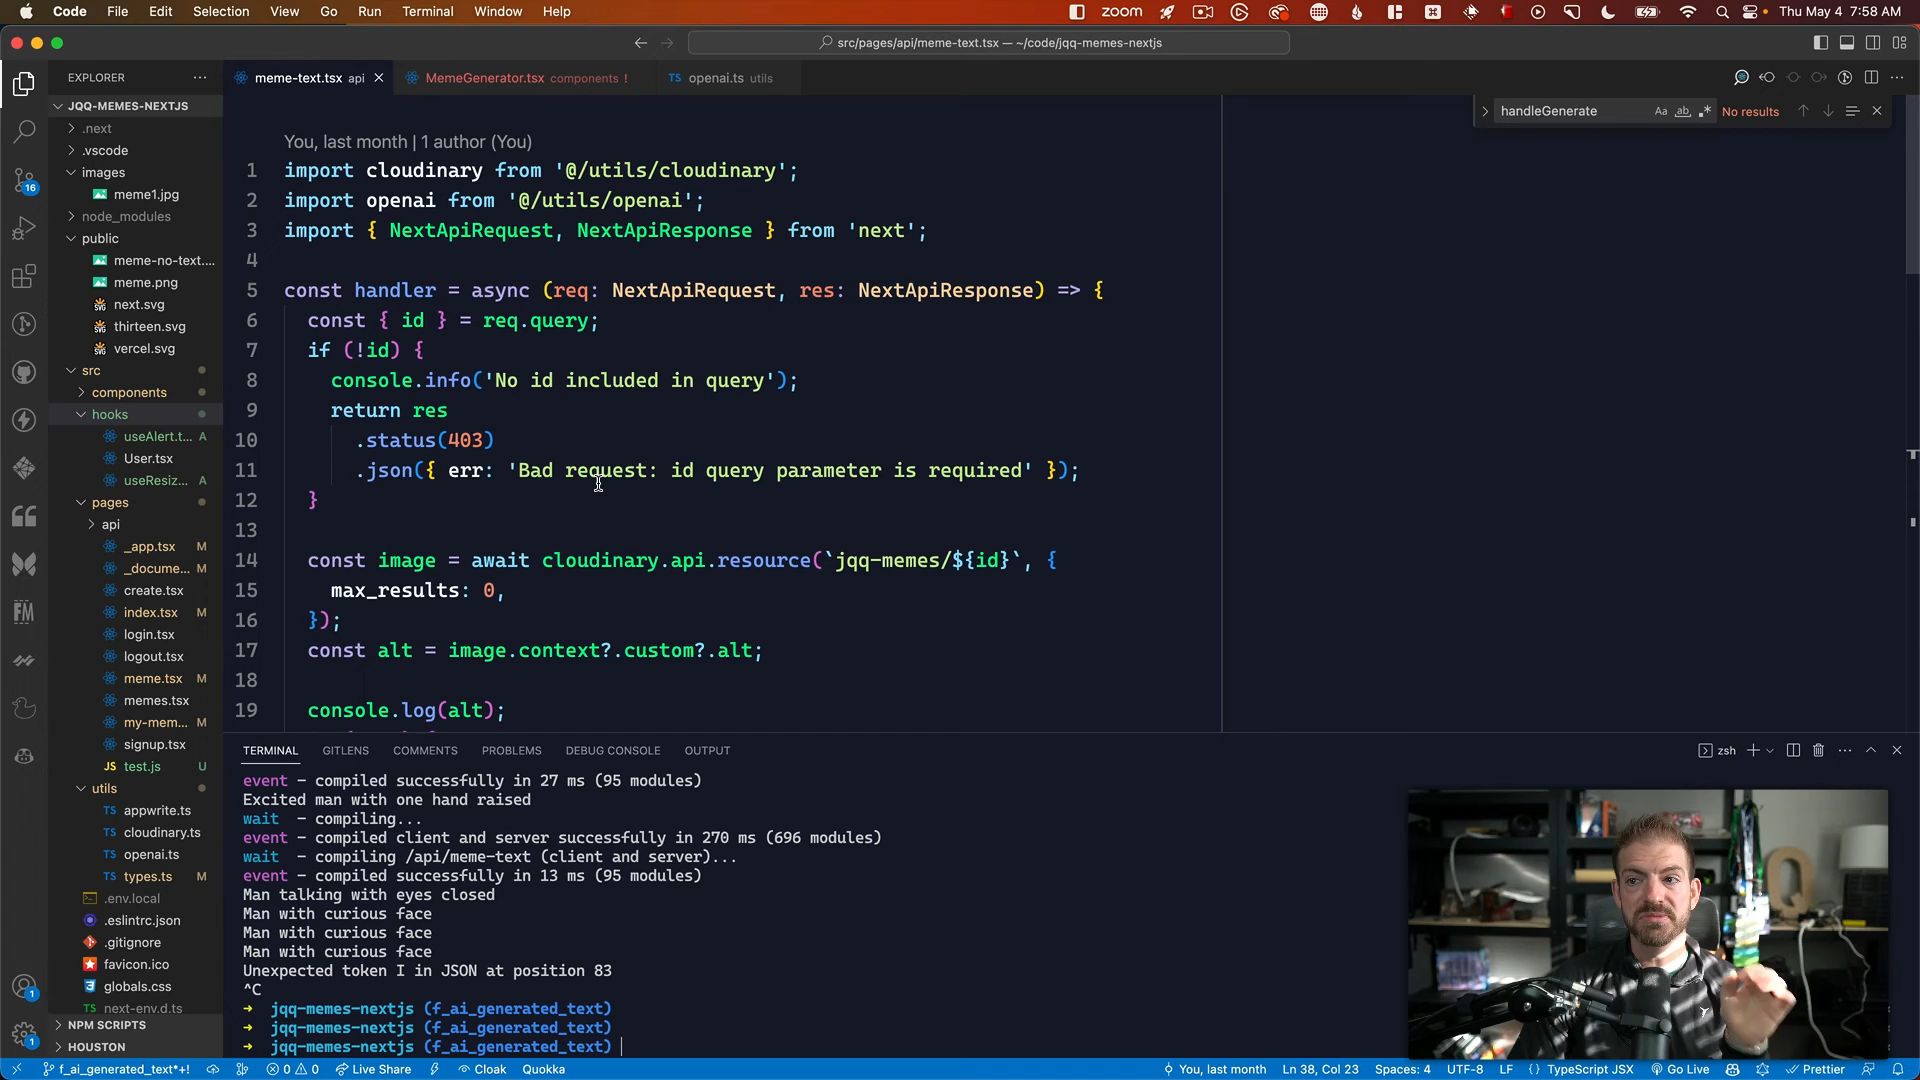 Code File Edit Selection View Go Run Terminal Window Help
zoom
Thu May 4 7:58 AM
src/pages/api/meme-text.tsx — ~/code/jqq-memes-nextjs
EXPLORER
meme-text.tsx api
MemeGenerator.tsx components !
TS openai.ts utils
JQQ-MEMES-NEXTJS
.next
.vscode
images
meme1.jpg
node_modules
public
meme-no-text....
meme.png
next.svg
thirteen.svg
vercel.svg
src
components
hooks
useAlert.t... A
User.tsx
useResiz... A
pages
api
_app.tsx M
_docume... M
create.tsx
index.tsx M
login.tsx
logout.tsx
meme.tsx M
memes.tsx
my-mem... M
signup.tsx
JS test.js U
utils
TS appwrite.ts
TS cloudinary.ts
TS openai.ts
TS types.ts M
.env.local
.eslintrc.json
.gitignore
favicon.ico
globals.css
next-env.d.ts
NPM SCRIPTS
HOUSTON
16
FM
1
1
handleGenerate Aa ab No results
You, last month | 1 author (You)
1 import cloudinary from '@/utils/cloudinary';
2 import openai from '@/utils/openai';
3 import { NextApiRequest, NextApiResponse } from 'next';
4
5 const handler = async (req: NextApiRequest, res: NextApiResponse) => {
6 const { id } = req.query;
7 if (!id) {
8 console.info('No id included in query');
9 return res
10 .status(403)
11 .json({ err: 'Bad request: id query parameter is required' });
12 }
13
14 const image = await cloudinary.api.resource(`jqq-memes/${id}`, {
15 max_results: 0,
16 });
17 const alt = image.context?.custom?.alt;
18
19 console.log(alt);
TERMINAL GITLENS COMMENTS PROBLEMS DEBUG CONSOLE OUTPUT
zsh
event - compiled successfully in 27 ms (95 modules)
Excited man with one hand raised
wait - compiling...
event - compiled client and server successfully in 270 ms (696 modules)
wait - compiling /api/meme-text (client and server)...
event - compiled successfully in 13 ms (95 modules)
Man talking with eyes closed
Man with curious face
Man with curious face
Man with curious face
Unexpected token I in JSON at position 83
^C
➜ jqq-memes-nextjs (f_ai_generated_text)
➜ jqq-memes-nextjs (f_ai_generated_text)
➜ jqq-memes-nextjs (f_ai_generated_text)
f_ai_generated_text*+! 0 0 Live Share Cloak Quokka
You, last month Ln 38, Col 23 Spaces: 4 UTF-8 LF { } TypeScript JSX Go Live Prettier